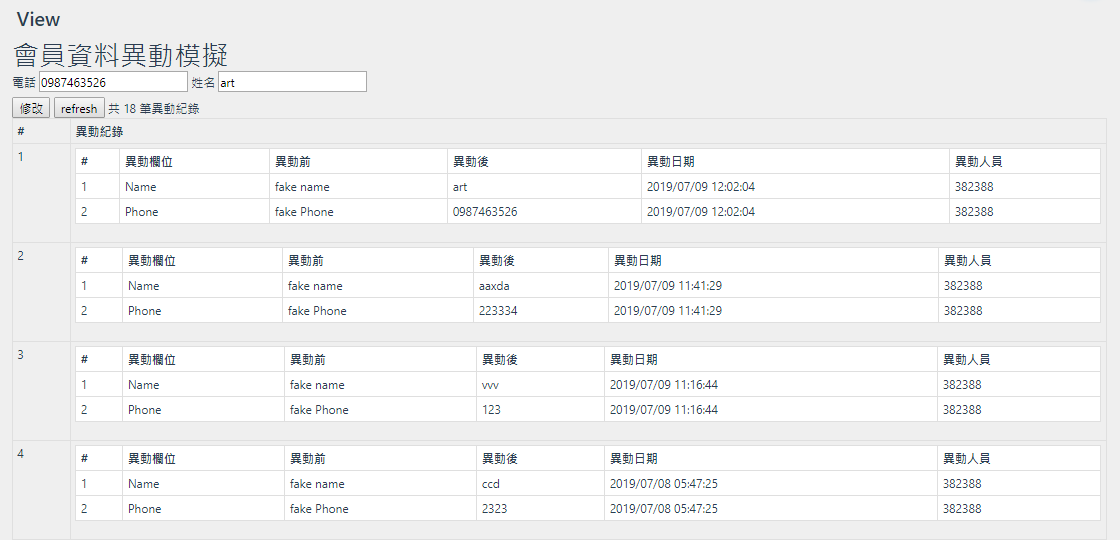 View
會員資料異動模擬
電話 0987463526 姓名 art
修改 refresh 共 18 筆異動紀錄
# 異動紀錄
1 # 異動欄位 異動前 異動後 異動日期 異動人員
1 Name fake name art 2019/07/09 12:02:04 382388
2 Phone fake Phone 0987463526 2019/07/09 12:02:04 382388
2 # 異動欄位 異動前 異動後 異動日期 異動人員
1 Name fake name aaxda 2019/07/09 11:41:29 382388
2 Phone fake Phone 223334 2019/07/09 11:41:29 382388
3 # 異動欄位 異動前 異動後 異動日期 異動人員
1 Name fake name vvv 2019/07/09 11:16:44 382388
2 Phone fake Phone 123 2019/07/09 11:16:44 382388
4 # 異動欄位 異動前 異動後 異動日期 異動人員
1 Name fake name ccd 2019/07/08 05:47:25 382388
2 Phone fake Phone 2323 2019/07/08 05:47:25 382388